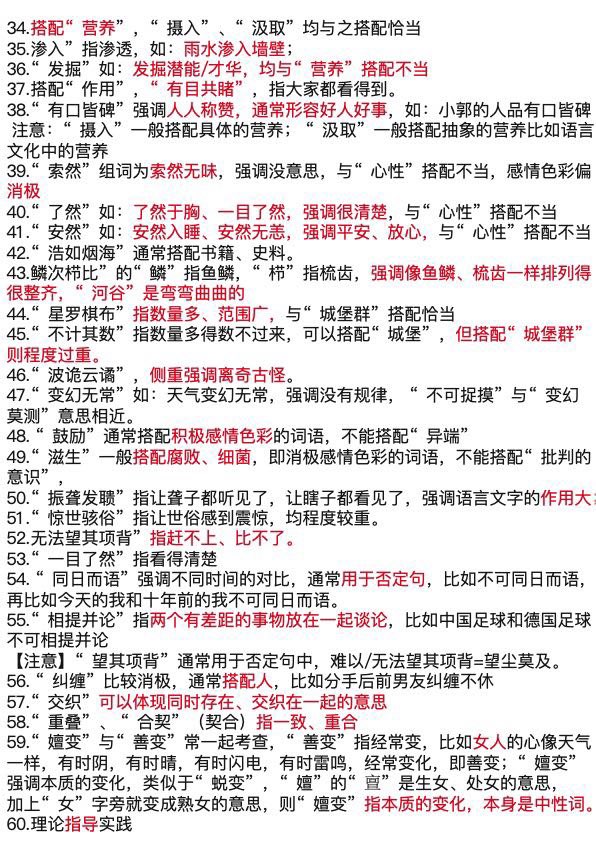 34.搭配“营养”，“摄入”、“汲取”均与之搭配恰当
35.渗入”指渗透，如：雨水渗入墙壁；
36.“发掘”如：发掘潜能/才华，均与“营养”搭配不当
37.搭配“作用”，“有目共睹”，指大家都看得到。
38.“有口皆碑”强调人人称赞，通常形容好人好事，如：小郭的人品有口皆碑
注意：“摄入”一般搭配具体的营养；“汲取”一般搭配抽象的营养比如语言
文化中的营养
39.“索然”组词为索然无味，强调没意思，与“心性”搭配不当，感情色彩偏
消极
40.“了然”如：了然于胸、一目了然，强调很清楚，与“心性”搭配不当
41.“安然”如：安然入睡、安然无恙，强调平安、放心，与“心性”搭配不当
42.“浩如烟海”通常搭配书籍、史料。
43.鳞次栉比”的“鳞”指鱼鳞，“栉”指梳齿，强调像鱼鳞、梳齿一样排列得
很整齐，“河谷”是弯弯曲曲的
44.“星罗棋布”指数量多、范围广，与“城堡群”搭配恰当
45.“不计其数”指数量多得数不过来，可以搭配“城堡”，但搭配“城堡群”
则程度过重。
46.“波诡云谲”，侧重强调离奇古怪。
47.“变幻无常”如：天气变幻无常，强调没有规律，“不可捉摸”与“变幻
莫测”意思相近。
48.“鼓励”通常搭配积极感情色彩的词语，不能搭配“异端”
49.“滋生”一般搭配腐败、细菌，即消极感情色彩的词语，不能搭配“批判的
意识”，
50.“振聋发聩”指让聋子都听见了，让瞎子都看见了，强调语言文字的作用大；
51.“惊世骇俗”指让世俗感到震惊，均程度较重。
52.无法望其项背”指赶不上、比不了。
53.“一目了然”指看得清楚
54.“同日而语”强调不同时间的对比，通常用于否定句，比如不可同日而语，
再比如今天的我和十年前的我不可同日而语。
55.“相提并论”指两个有差距的事物放在一起谈论，比如中国足球和德国足球
不可相提并论
【注意】“望其项背”通常用于否定句中，难以/无法望其项背=望尘莫及。
56.“纠缠”比较消极，通常搭配人，比如分手后前男友纠缠不休
57.“交织”可以体现同时存在、交织在一起的意思
58.“重叠”、“合契”（契合）指一致、重合
59.“嬗变”与“善变”常一起考查，“善变”指经常变，比如女人的心像天气
一样，有时阴，有时晴，有时闪电，有时雷鸣，经常变化，即善变；“嬗变”
强调本质的变化，类似于“蜕变”，“嬗”的“亶”是生女、处女的意思，
加上“女”字旁就变成熟女的意思，则“嬗变”指本质的变化，本身是中性词。
60.理论指导实践